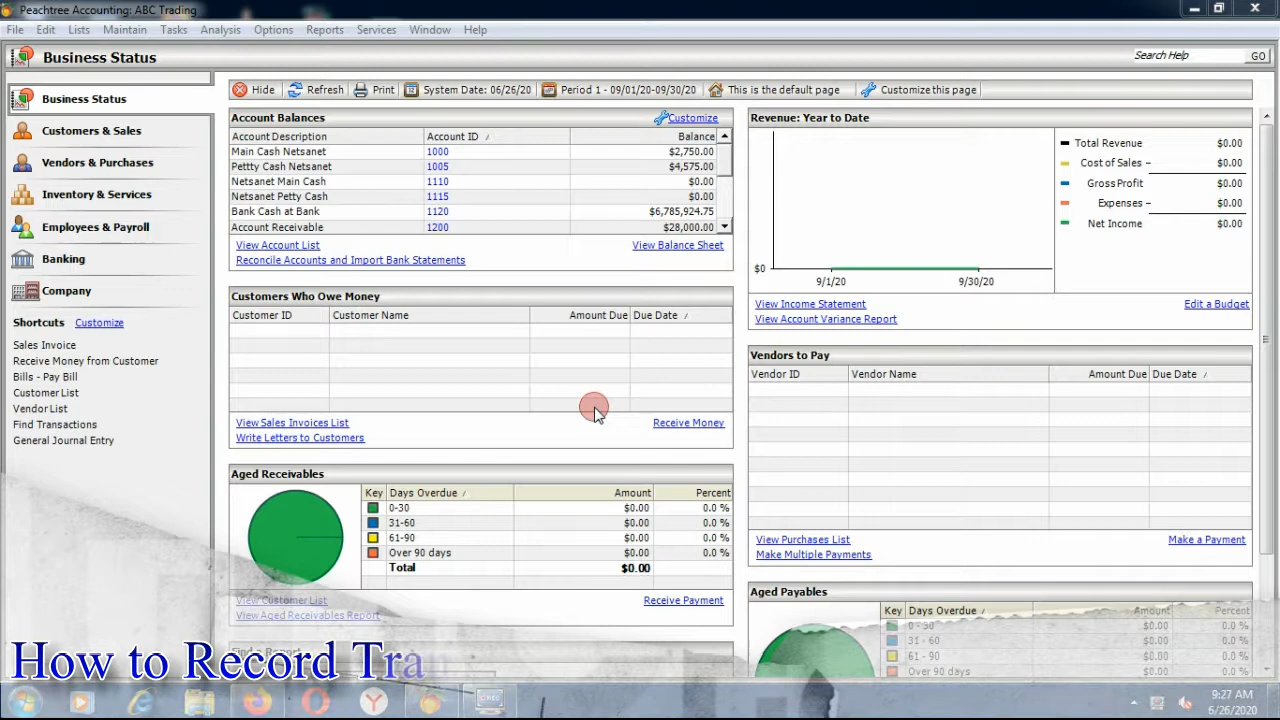 Peachtree Accounting: ABC Trading
File Edit Lists Maintain Tasks Analysis Options Reports Services Window Help
Business Status
Search Help GO
Business Status
Customers & Sales
Vendors & Purchases
Inventory & Services
Employees & Payroll
Banking
Company
Shortcuts Customize
Sales Invoice
Receive Money from Customer
Bills - Pay Bill
Customer List
Vendor List
Find Transactions
General Journal Entry
Hide Refresh Print System Date: 06/26/20 Period 1 - 09/01/20-09/30/20 This is the default page Customize this page
Account Balances Customize
Account Description Account ID Balance
Main Cash Netsanet 1000 $2,750.00
Pettty Cash Netsanet 1005 $4,575.00
Netsanet Main Cash 1110 $0.00
Netsanet Petty Cash 1115 $0.00
Bank Cash at Bank 1120 $6,785,924.75
Account Receivable 1200 $28,000.00
View Account List View Balance Sheet
Reconcile Accounts and Import Bank Statements
Customers Who Owe Money
Customer ID Customer Name Amount Due Due Date
View Sales Invoices List Receive Money
Write Letters to Customers
Aged Receivables
Key Days Overdue Amount Percent
0-30 $0.00 0.0 %
31-60 $0.00 0.0 %
61-90 $0.00 0.0 %
Over 90 days $0.00 0.0 %
Total $0.00
View Customer List Receive Payment
View Aged Receivables Report
Find a Report
Revenue: Year to Date
$0
9/1/20 9/30/20
Total Revenue $0.00
Cost of Sales - $0.00
Gross Profit $0.00
Expenses - $0.00
Net Income $0.00
View Income Statement Edit a Budget
View Account Variance Report
Vendors to Pay
Vendor ID Vendor Name Amount Due Due Date
View Purchases List Make a Payment
Make Multiple Payments
Aged Payables
Key Days Overdue Amount Percent
0 - 30 $0.00 0.0 %
31 - 60 $0.00 0.0 %
61 - 90 $0.00 0.0 %
Over 90 days $0.00 0.0 %
How to Record Tra
9:27 AM
6/26/2020